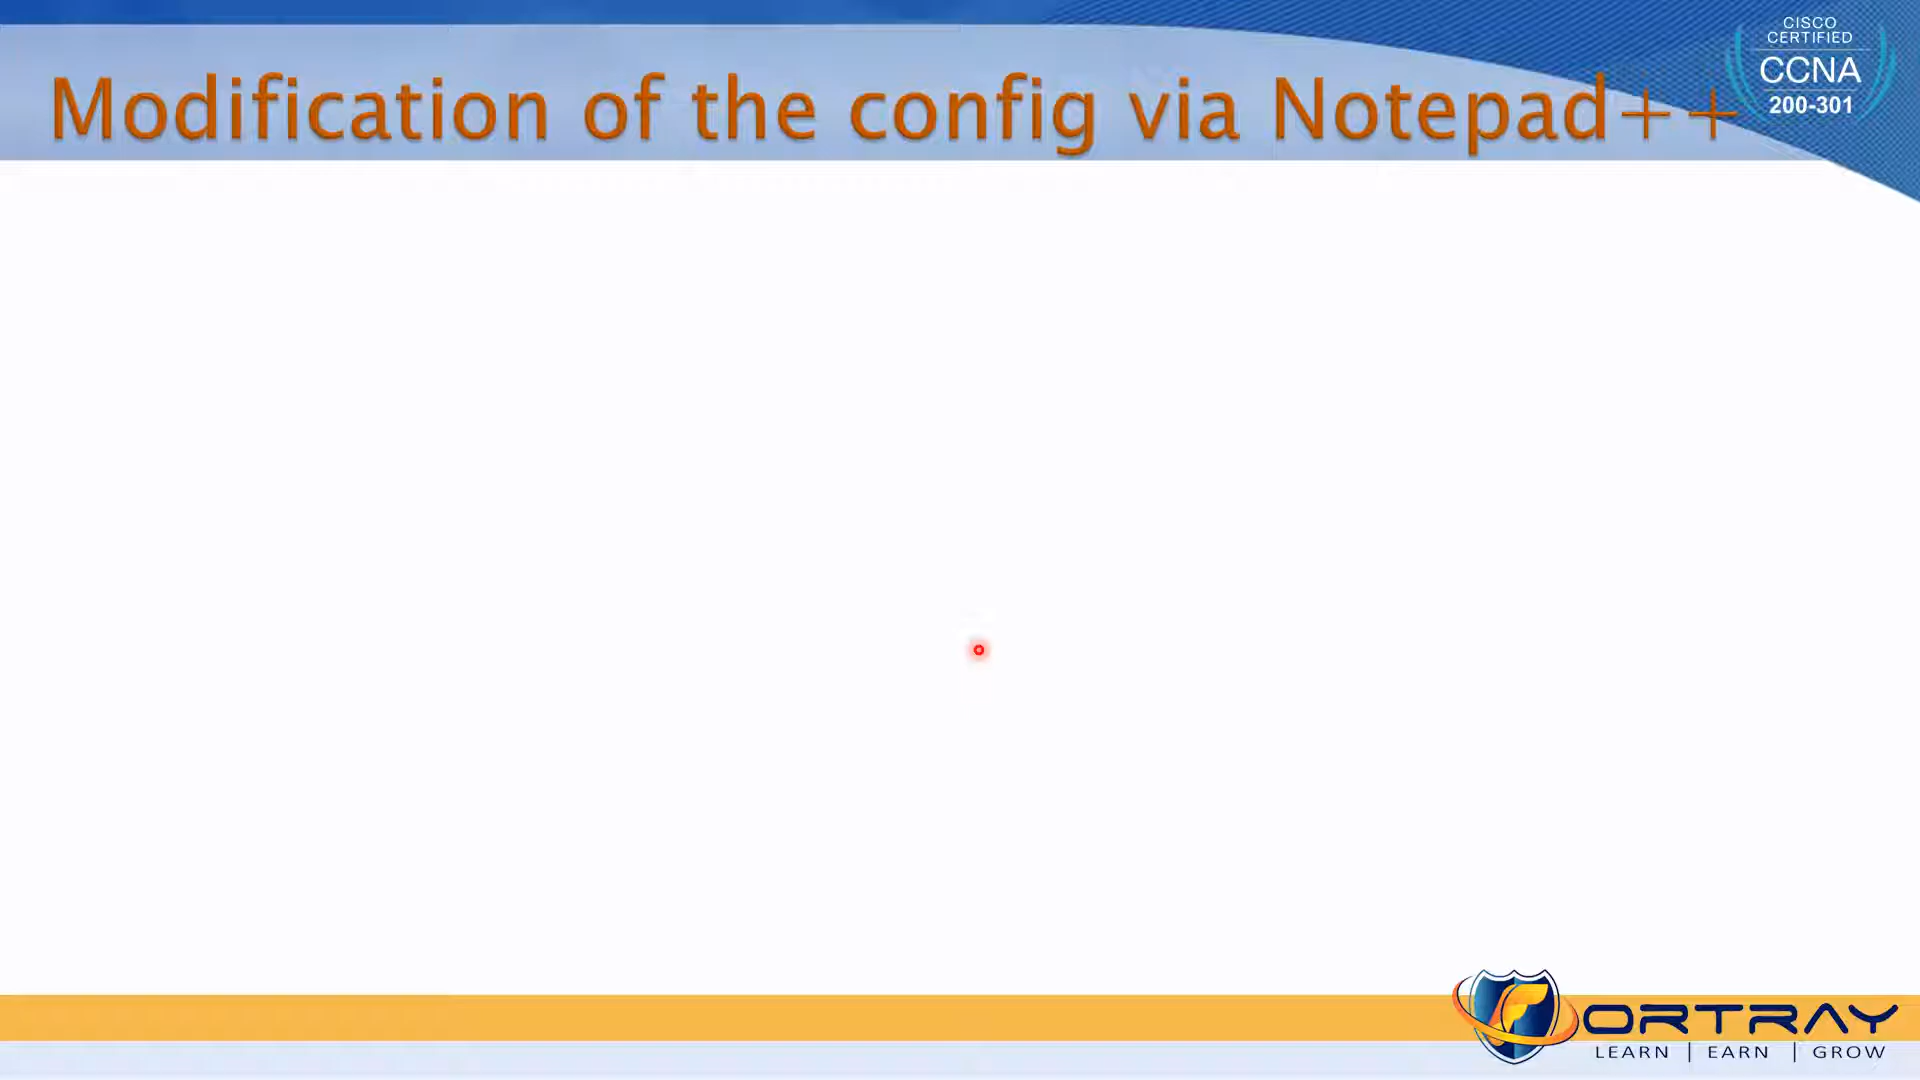 Modification of the config via Notepad++
CISCO
CERTIFIED
CCNA
200-301
ORTRAY
LEARN | EARN | GROW